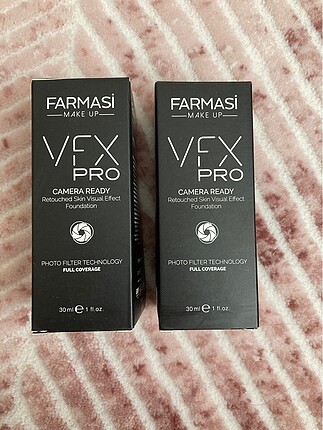 FARMASİ
MAKE UP
VFX
PRO
CAMERA READY
Retouched Skin Visual Effect
Foundation
PHOTO FILTER TECHNOLOGY
FULL COVERAGE
30 ml e 1 fl.oz.
FARMASİ
MAKE UP
VFX
PRO
CAMERA READY
Retouched Skin Visual Effect
Foundation
PHOTO FILTER TECHNOLOGY
FULL COVERAGE
30 ml e 1 fl.oz.